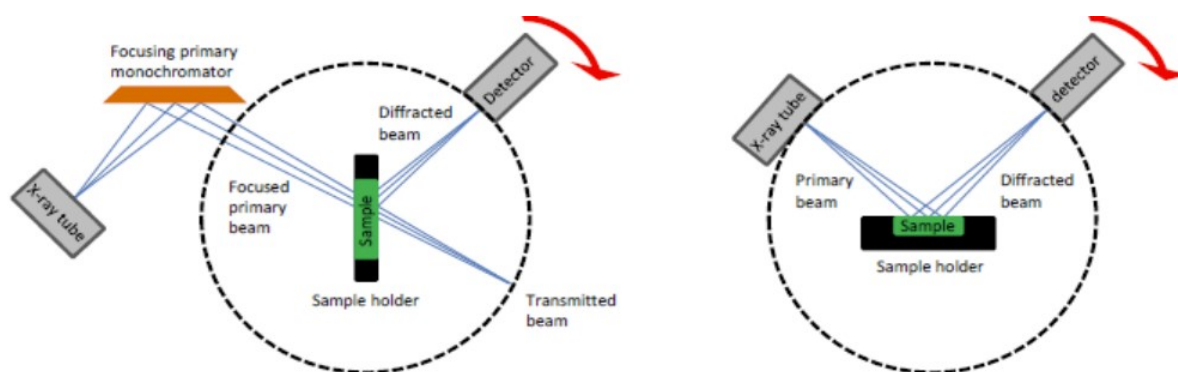 Focusing primary
monochromator
X-ray tube
Focused
primary
beam
Diffracted
beam
Detector
Sample
Sample holder
Transmitted
beam
X-ray tube
Primary
beam
detector
Diffracted
beam
Sample
Sample holder